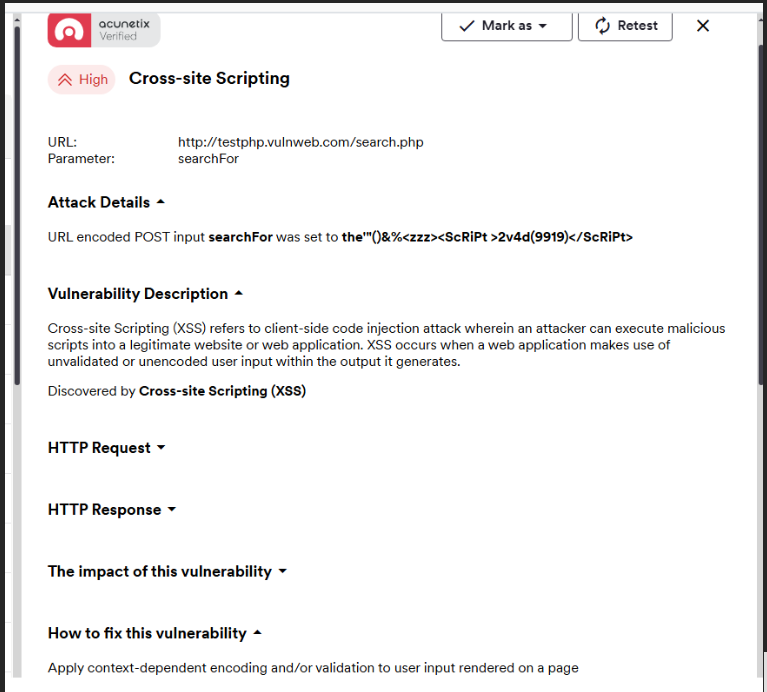 acunetix
Verified
Mark as
Retest
High Cross-site Scripting
URL: http://testphp.vulnweb.com/search.php
Parameter: searchFor
Attack Details
URL encoded POST input searchFor was set to the'"()&%<zzz><ScRiPt >2v4d(9919)</ScRiPt>
Vulnerability Description
Cross-site Scripting (XSS) refers to client-side code injection attack wherein an attacker can execute malicious
scripts into a legitimate website or web application. XSS occurs when a web application makes use of
unvalidated or unencoded user input within the output it generates.
Discovered by Cross-site Scripting (XSS)
HTTP Request
HTTP Response
The impact of this vulnerability
How to fix this vulnerability
Apply context-dependent encoding and/or validation to user input rendered on a page